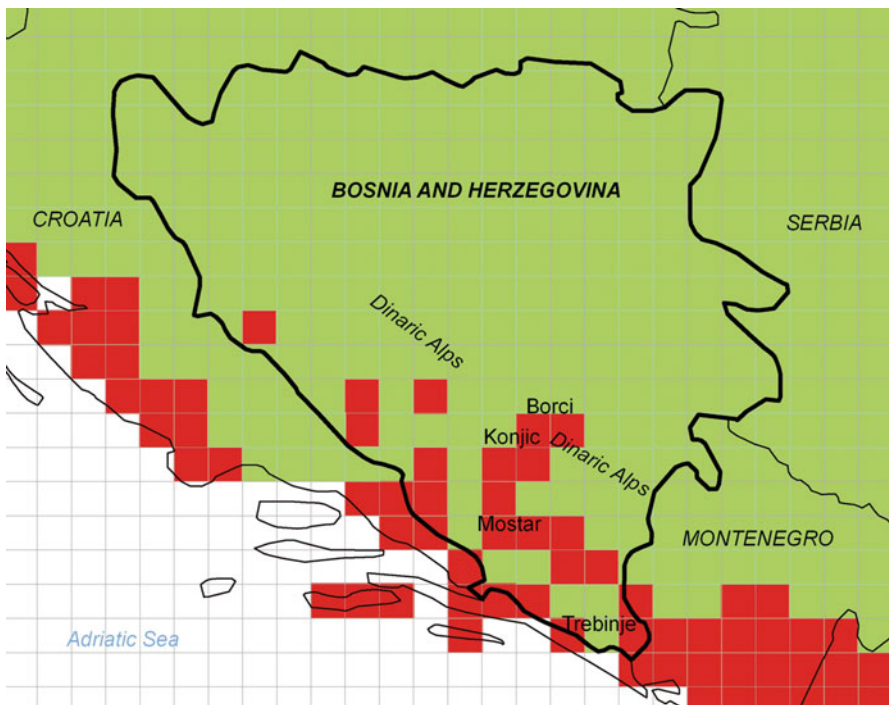 BOSNIA AND HERZEGOVINA
CROATIA
SERBIA
Dinaric Alps
Borci
Konjic
Dinaric Alps
Mostar
MONTENEGRO
Trebinje
Adriatic Sea